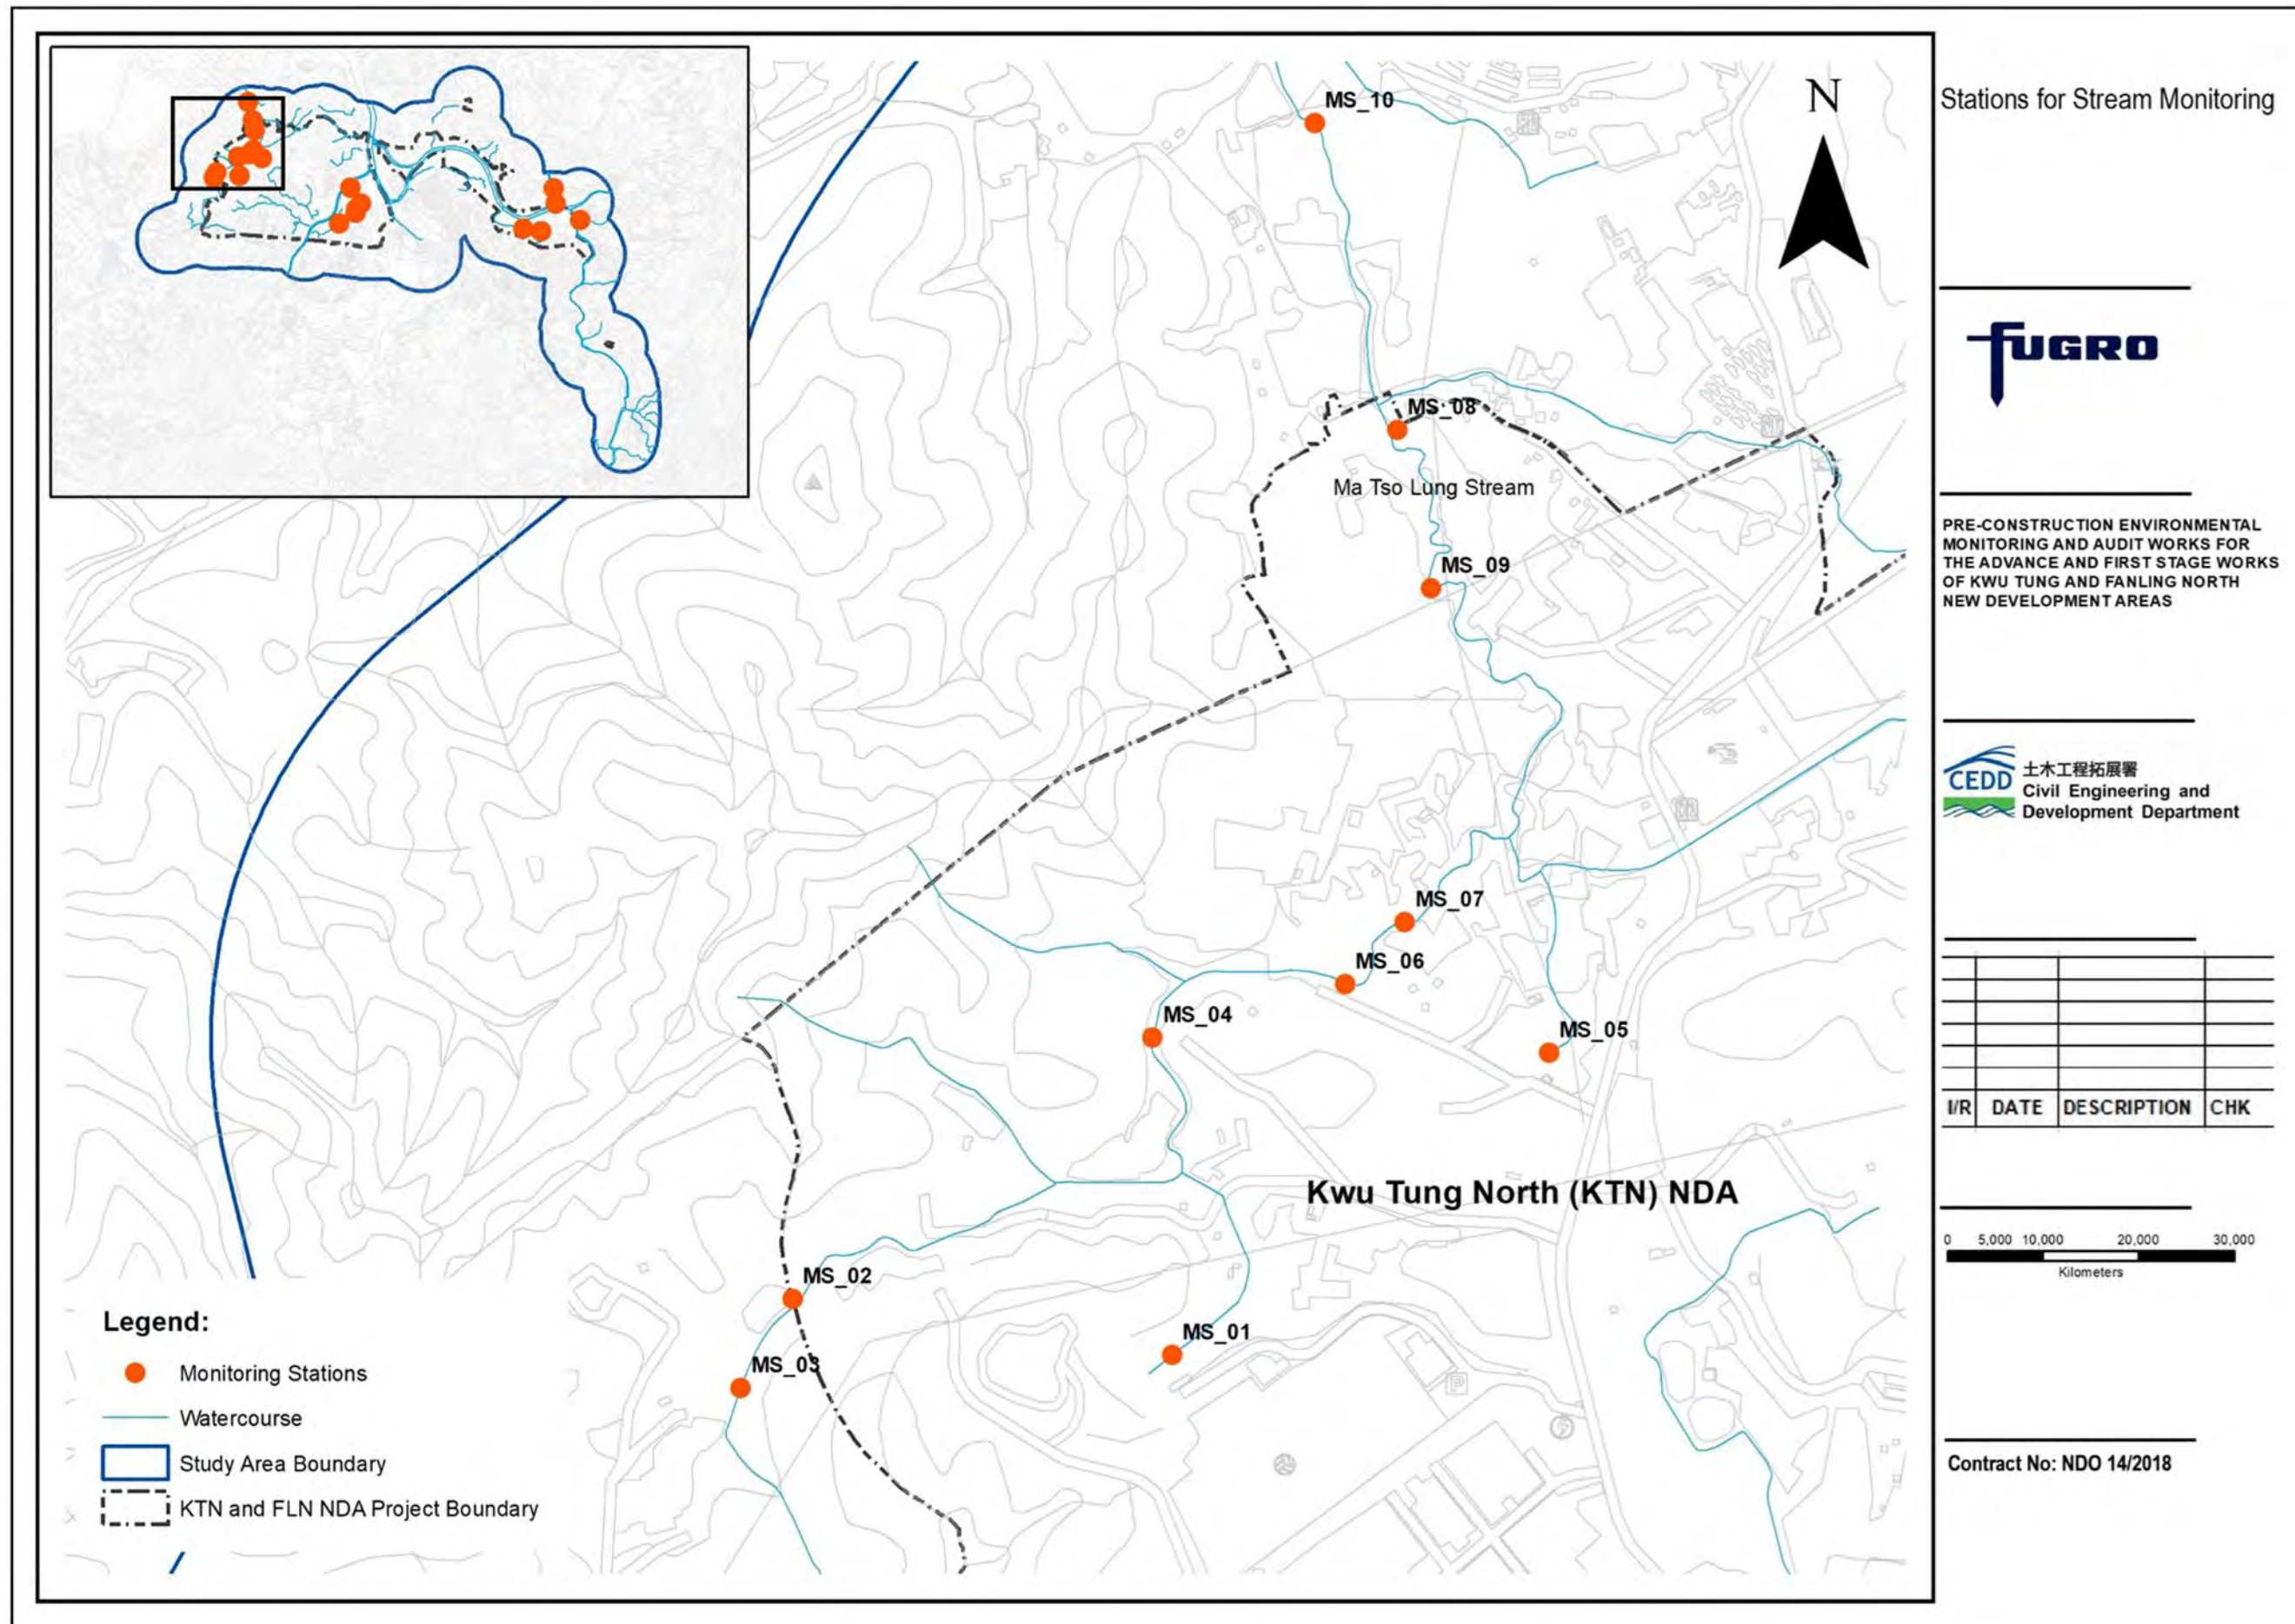 N
MS_10
MS_08
Ma Tso Lung Stream
MS_09
MS_07
MS_06
MS_04
MS_05
Kwu Tung North (KTN) NDA
MS_02
MS_01
MS_03
P
Legend:
Monitoring Stations
Watercourse
Study Area Boundary
KTN and FLN NDA Project Boundary
Stations for Stream Monitoring
FUGRO
PRE-CONSTRUCTION ENVIRONMENTAL
MONITORING AND AUDIT WORKS FOR
THE ADVANCE AND FIRST STAGE WORKS
OF KWU TUNG AND FANLING NORTH
NEW DEVELOPMENT AREAS
CEDD
土木工程拓展署
Civil Engineering and
Development Department
I/R DATE DESCRIPTION CHK
0 5,000 10,000 20,000 30,000
Kilometers
Contract No: NDO 14/2018